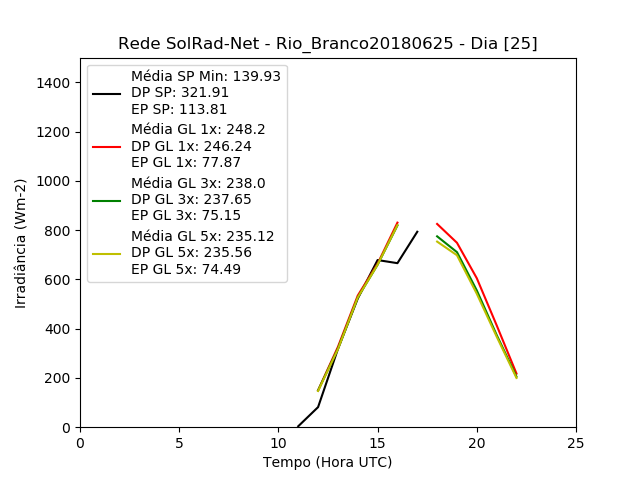 Rede SolRad-Net - Rio_Branco20180625 - Dia [25]
Média SP Min: 139.93
DP SP: 321.91
EP SP: 113.81
Média GL 1x: 248.2
DP GL 1x: 246.24
EP GL 1x: 77.87
Média GL 3x: 238.0
DP GL 3x: 237.65
EP GL 3x: 75.15
Média GL 5x: 235.12
DP GL 5x: 235.56
EP GL 5x: 74.49
Irradiância (Wm-2)
1400
1200
1000
800
600
400
200
0
0 5 10 15 20 25
Tempo (Hora UTC)